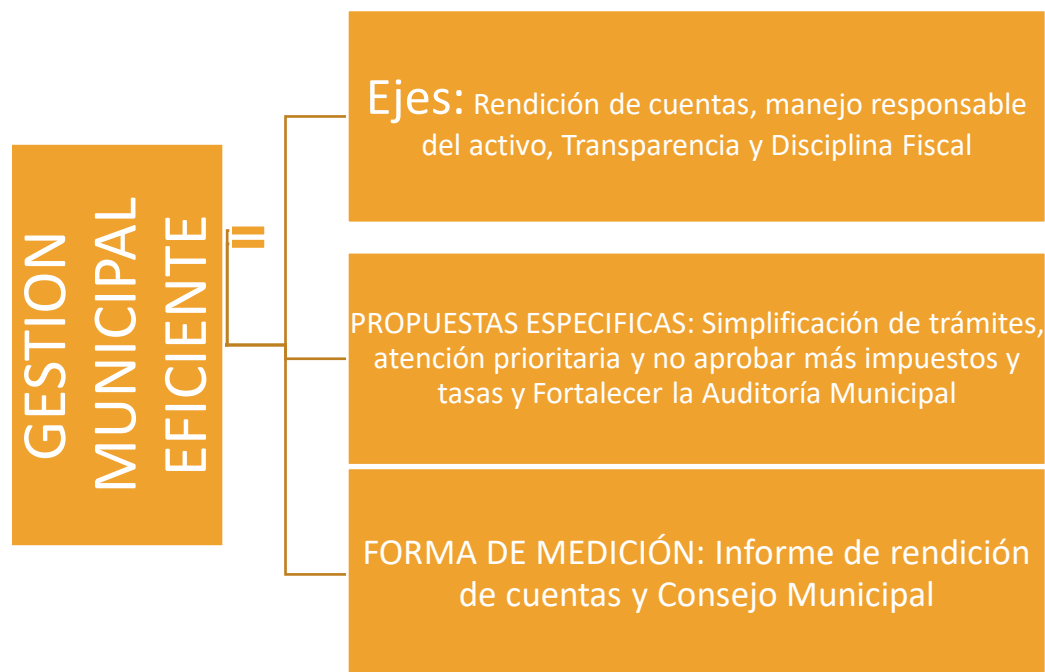 GESTION
MUNICIPAL
EFICIENTE
II
Ejes: Rendición de cuentas, manejo responsable
del activo, Transparencia y Disciplina Fiscal
PROPUESTAS ESPECIFICAS: Simplificación de trámites,
atención prioritaria y no aprobar más impuestos y
tasas y Fortalecer la Auditoría Municipal
FORMA DE MEDICIÓN: Informe de rendición
de cuentas y Consejo Municipal